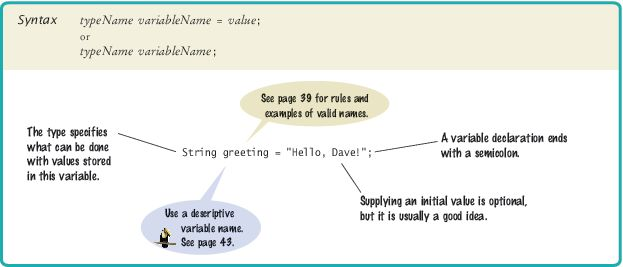 Syntax typeName variableName = value;
or
typeName variableName;
See page 39 for rules and
examples of valid names.
The type specifies
what can be done
with values stored
in this variable.
String greeting = "Hello, Dave!";
A variable declaration ends
with a semicolon.
Supplying an initial value is optional,
but it is usually a good idea.
Use a descriptive
variable name.
See page 43.